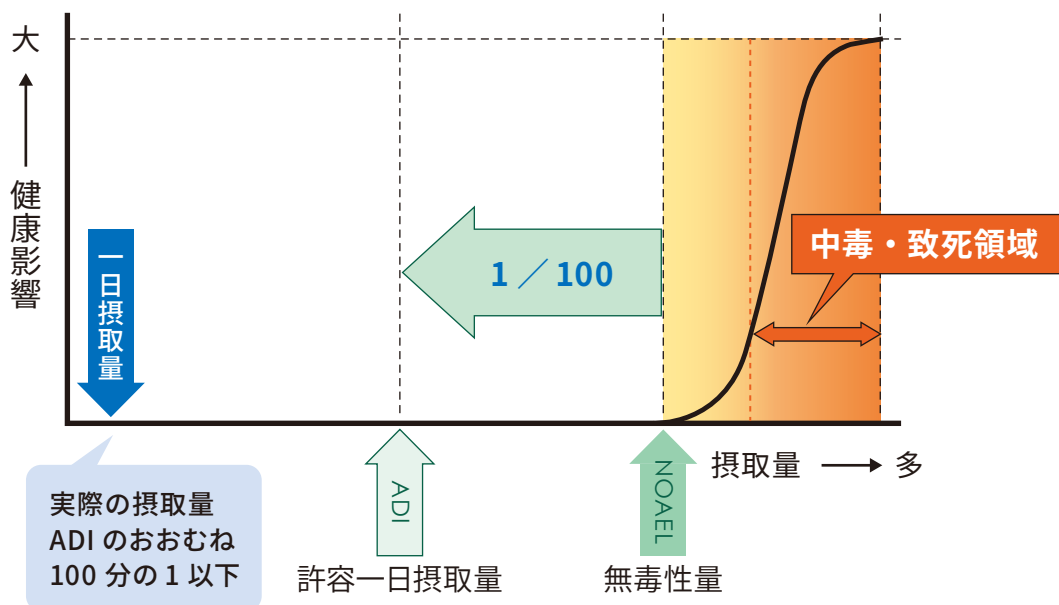 大
健康影響
一日摂取量
1／100
中毒・致死領域
摂取量
多
ADI
NOAEL
実際の摂取量
ADI のおおむね
100 分の 1 以下
許容一日摂取量
無毒性量